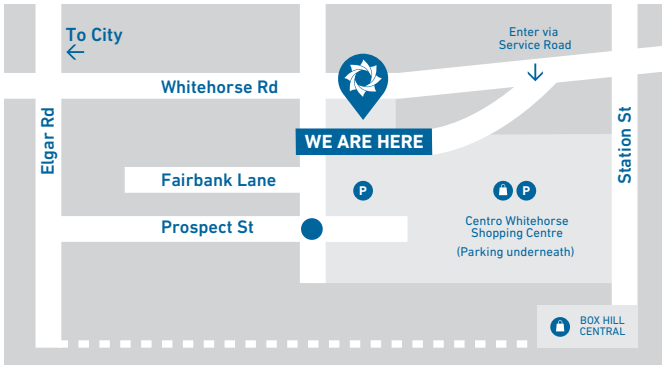 To City
Enter via
Service Road
Whitehorse Rd
WE ARE HERE
Elgar Rd
Station St
Fairbank Lane
P
P
Prospect St
Centro Whitehorse
Shopping Centre
(Parking underneath)
BOX HILL
CENTRAL